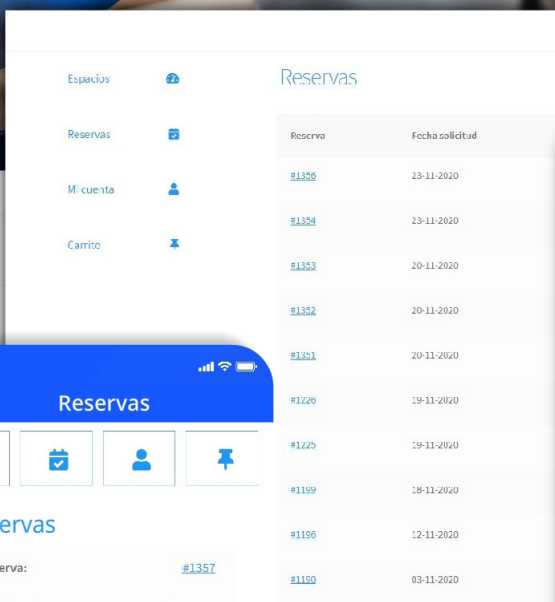 Espacios
Reservas
Mi cuenta
Carrito
Reservas
Reserva Fecha solicitud
#1356 23-11-2020
#1354 23-11-2020
#1353 20-11-2020
#1352 20-11-2020
#1351 20-11-2020
#1226 19-11-2020
#1225 19-11-2020
#1199 18-11-2020
#1196 12-11-2020
#1190 03-11-2020
Reservas
ervas
erva: #1357